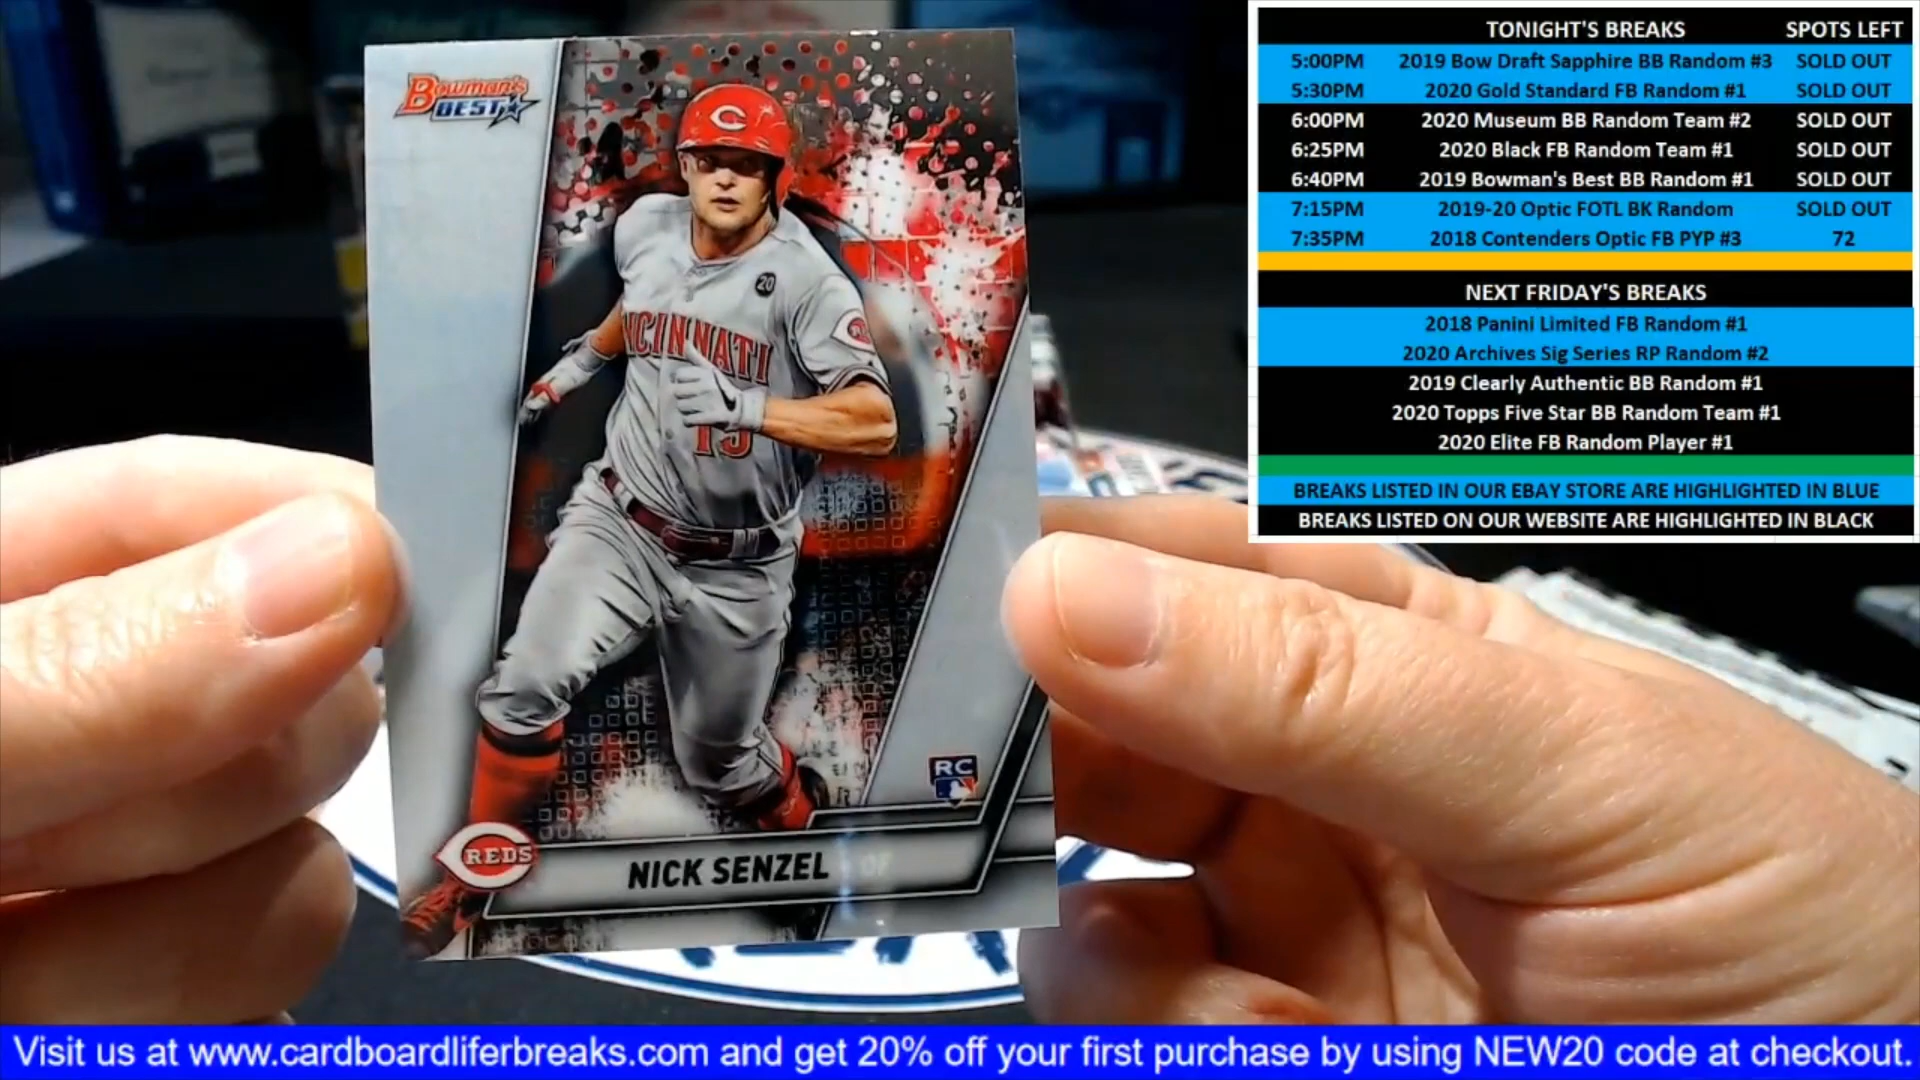 Bowman's
BEST
C
20
CINCINNATI
15
RC
REDS
NICK SENZEL OF
TONIGHT'S BREAKS SPOTS LEFT
5:00PM 2019 Bow Draft Sapphire BB Random #3 SOLD OUT
5:30PM 2020 Gold Standard FB Random #1 SOLD OUT
6:00PM 2020 Museum BB Random Team #2 SOLD OUT
6:25PM 2020 Black FB Random Team #1 SOLD OUT
6:40PM 2019 Bowman's Best BB Random #1 SOLD OUT
7:15PM 2019-20 Optic FOTL BK Random SOLD OUT
7:35PM 2018 Contenders Optic FB PYP #3 72
NEXT FRIDAY'S BREAKS
2018 Panini Limited FB Random #1
2020 Archives Sig Series RP Random #2
2019 Clearly Authentic BB Random #1
2020 Topps Five Star BB Random Team #1
2020 Elite FB Random Player #1
BREAKS LISTED IN OUR EBAY STORE ARE HIGHLIGHTED IN BLUE
BREAKS LISTED ON OUR WEBSITE ARE HIGHLIGHTED IN BLACK
Visit us at www.cardboardliferbreaks.com and get 20% off your first purchase by using NEW20 code at checkout.